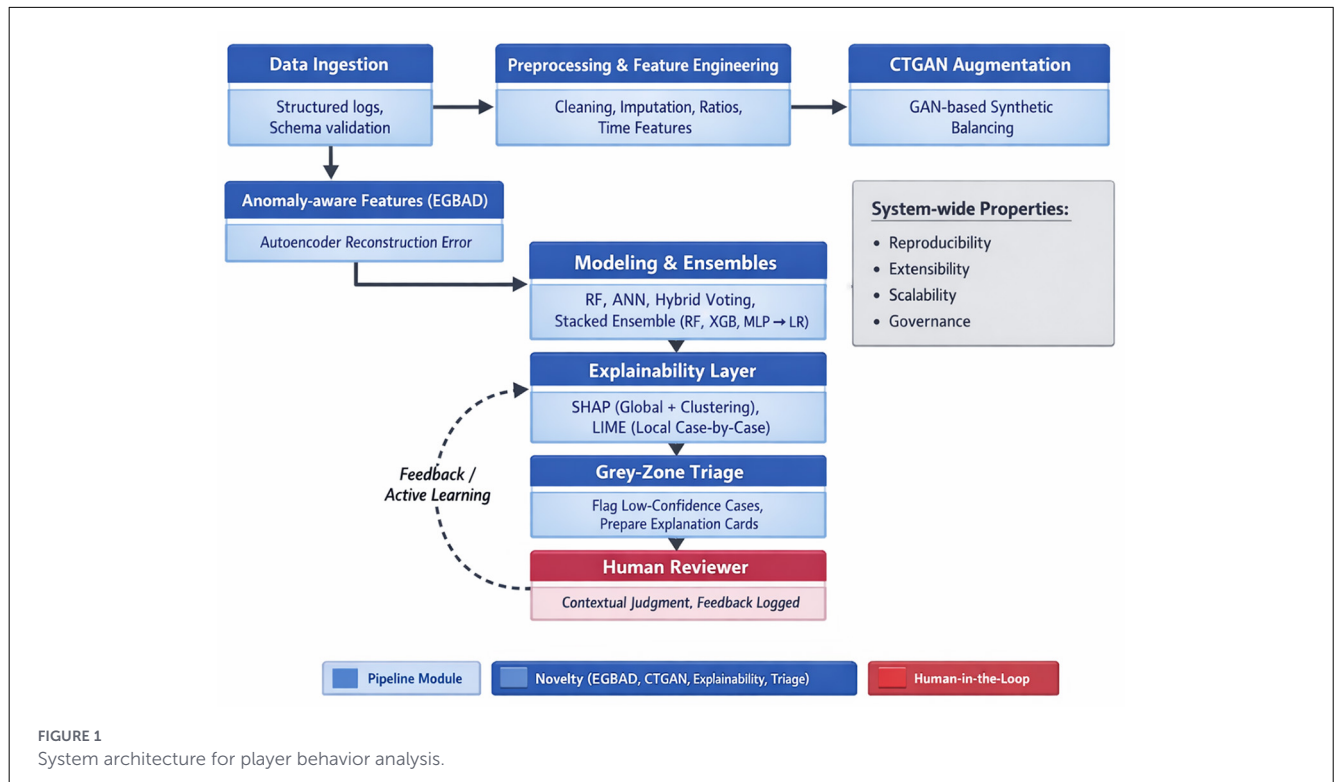 Data Ingestion
Structured logs,
Schema validation
Preprocessing & Feature Engineering
Cleaning, Imputation, Ratios,
Time Features
CTGAN Augmentation
GAN-based Synthetic
Balancing
Anomaly-aware Features (EGBAD)
Autoencoder Reconstruction Error
System-wide Properties:
• Reproducibility
• Extensibility
• Scalability
• Governance
Modeling & Ensembles
RF, ANN, Hybrid Voting,
Stacked Ensemble (RF, XGB, MLP → LR)
Explainability Layer
SHAP (Global + Clustering),
LIME (Local Case-by-Case)
Feedback /
Active Learning
Grey-Zone Triage
Flag Low-Confidence Cases,
Prepare Explanation Cards
Human Reviewer
Contextual Judgment, Feedback Logged
Pipeline Module
Novelty (EGBAD, CTGAN, Explainability, Triage)
Human-in-the-Loop
FIGURE 1
System architecture for player behavior analysis.